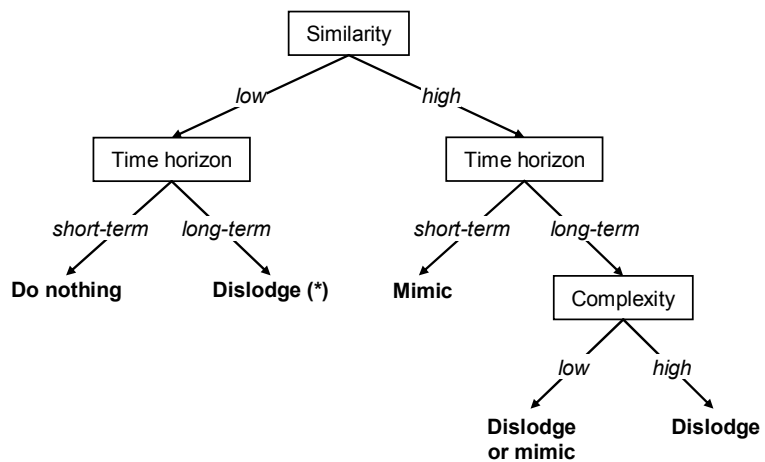 Similarity
low
high
Time horizon
Time horizon
short-term
long-term
short-term
long-term
Do nothing
Dislodge (*)
Mimic
Complexity
low
high
Dislodge
or mimic
Dislodge